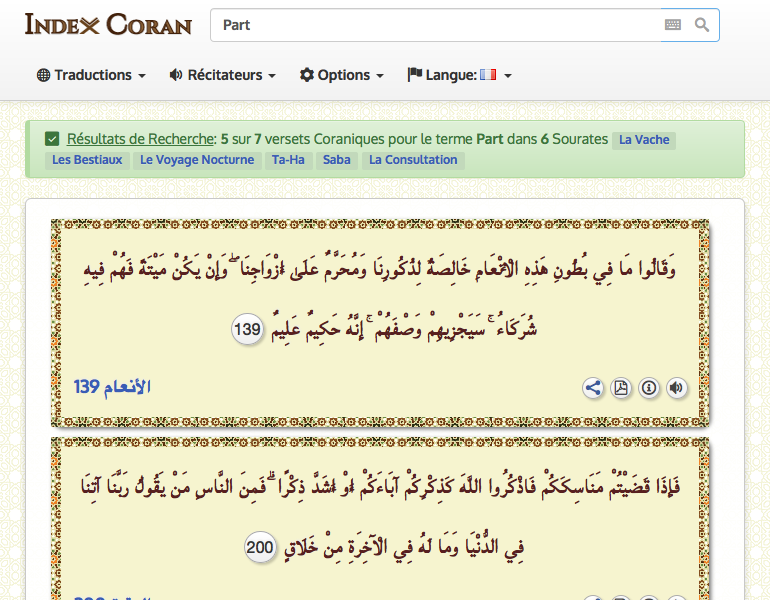 INDEX CORAN
Part
Traductions Récitateurs Options Langue:
Résultats de Recherche: 5 sur 7 versets Coraniques pour le terme Part dans 6 Sourates La Vache
Les Bestiaux Le Voyage Nocturne Ta-Ha Saba La Consultation
وَقَالُوا مَا فِي بُطُونِ هَٰذِهِ الْأَنْعَامِ خَالِصَةٌ لِذُكُورِنَا وَمُحَرَّمٌ عَلَىٰ أَزْوَاجِنَا ۖ وَإِنْ يَكُنْ مَيْتَةً فَهُمْ فِيهِ
شُرَكَاءُ ۚ سَيَجْزِيهِمْ وَصْفَهُمْ ۚ إِنَّهُ حَكِيمٌ عَلِيمٌ 139
الأنعام 139
فَإِذَا قَضَيْتُمْ مَنَاسِكَكُمْ فَاذْكُرُوا اللَّهَ كَذِكْرِكُمْ آبَاءَكُمْ أَوْ أَشَدَّ ذِكْرًا ۗ فَمِنَ النَّاسِ مَنْ يَقُولُ رَبَّنَا آتِنَا
فِي الدُّنْيَا وَمَا لَهُ فِي الْآخِرَةِ مِنْ خَلَاقٍ 200